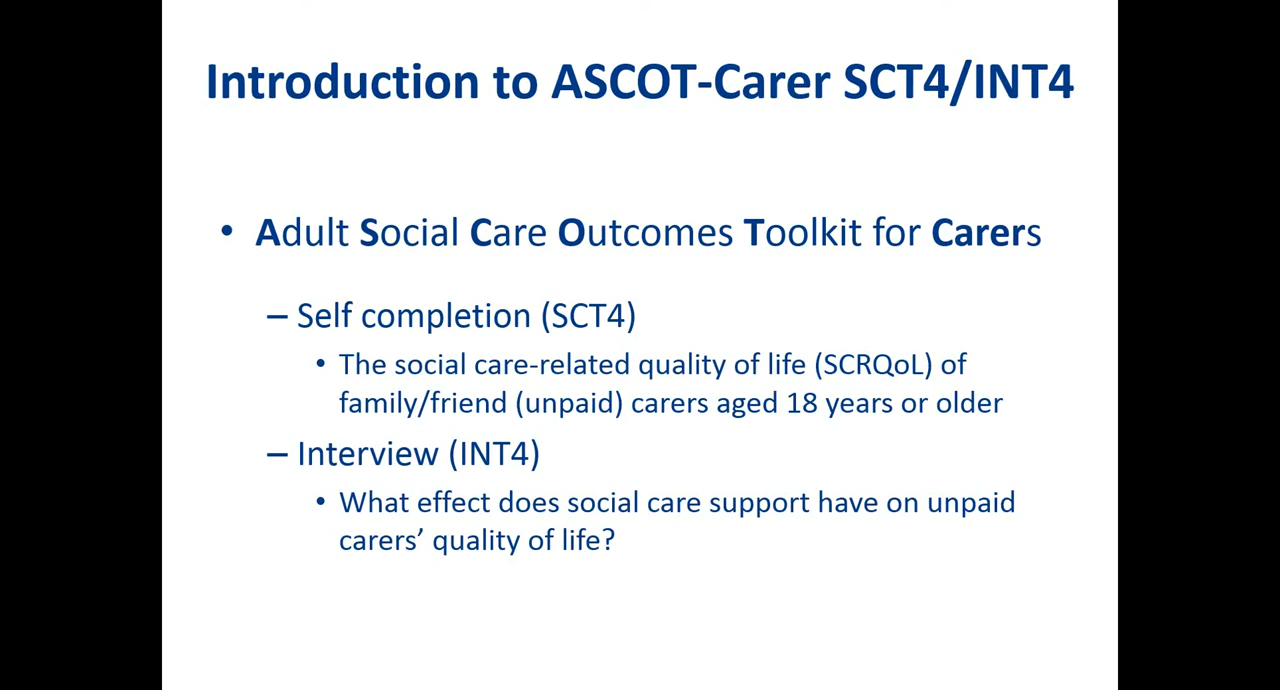 Introduction to ASCOT-Carer SCT4/INT4
• Adult Social Care Outcomes Toolkit for Carers
– Self completion (SCT4)
• The social care-related quality of life (SCRQoL) of
family/friend (unpaid) carers aged 18 years or older
– Interview (INT4)
• What effect does social care support have on unpaid
carers’ quality of life?